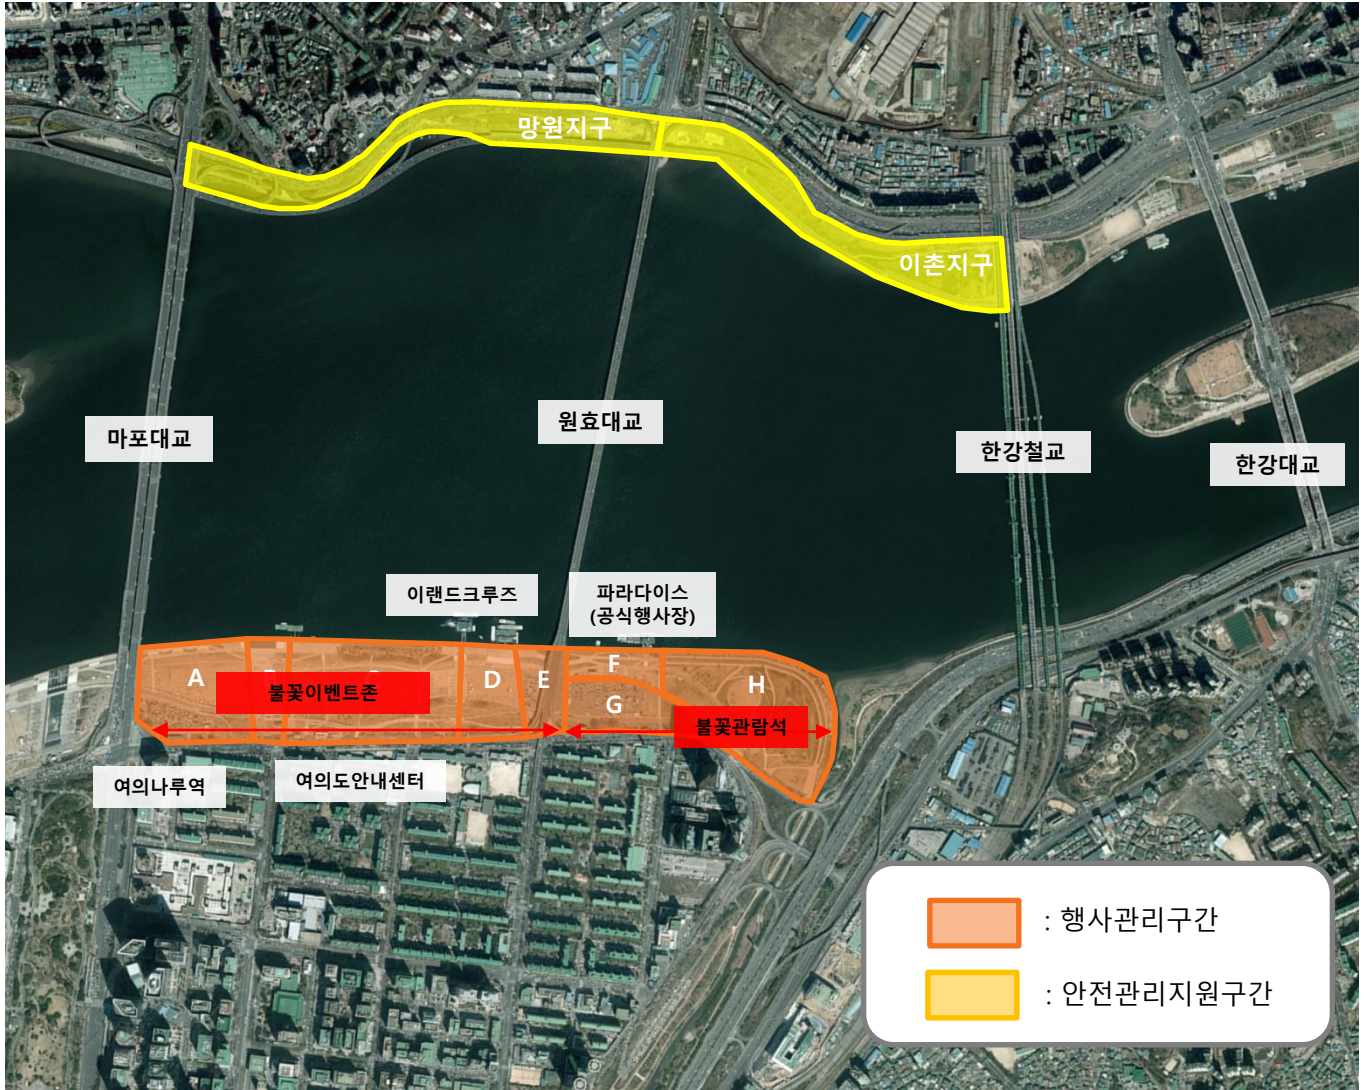 망원지구
이촌지구
마포대교
원효대교
한강철교
한강대교
이랜드크루즈
파라다이스
(공식행사장)
A
D
E
F
G
H
불꽃이벤트존
불꽃관람석
여의나루역
여의도안내센터
: 행사관리구간
: 안전관리지원구간